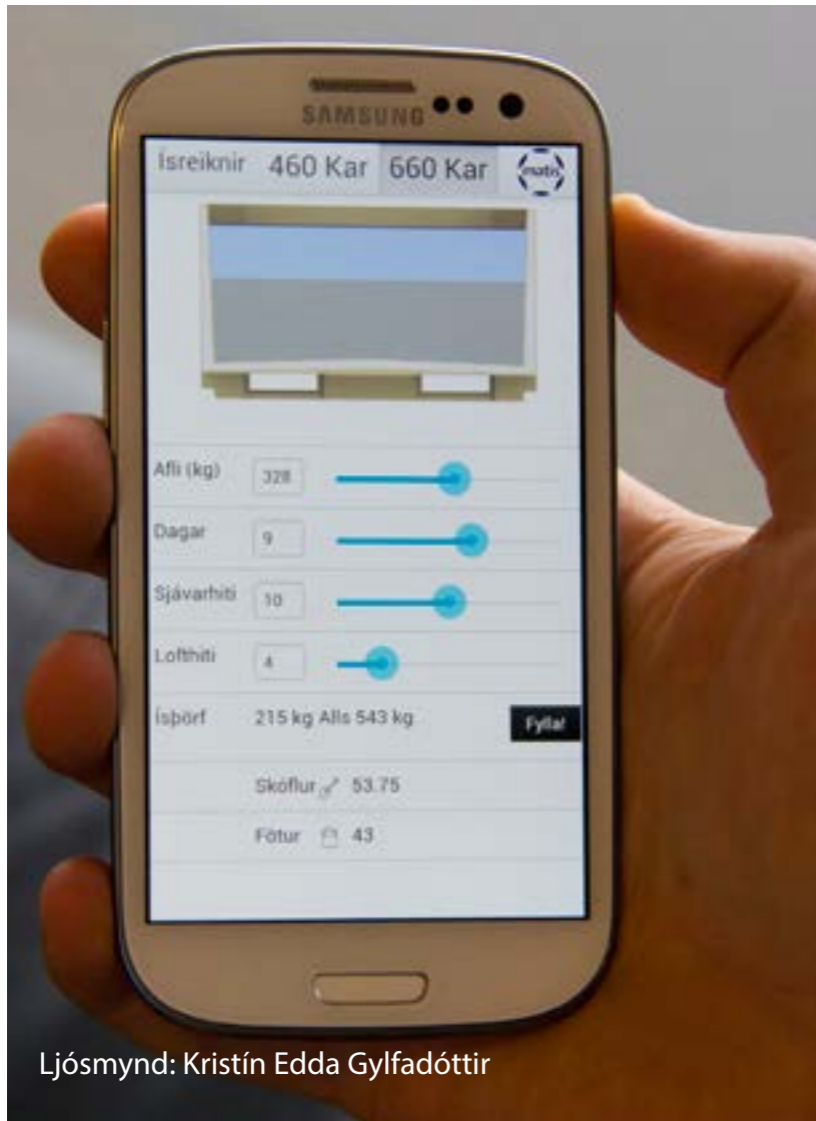 SAMSUNG
Ísreiknir 460 Kar 660 Kar matís
Afli (kg) 328
Dagar 9
Sjávarhiti 10
Lofthiti 4
Ísþörf 215 kg Alls 543 kg Fylla!
Skóflur 53.75
Fötur 43
Ljósmynd: Kristín Edda Gylfadóttir